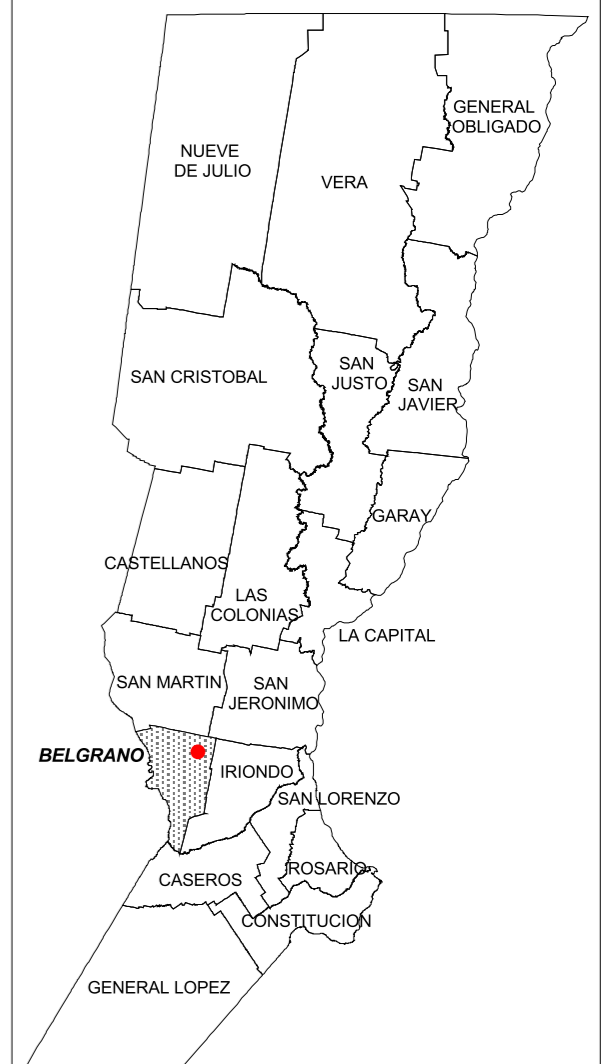 GENERAL
OBLIGADO
NUEVE
DE JULIO
VERA
SAN CRISTOBAL
SAN
JUSTO
SAN
JAVIER
GARAY
CASTELLANOS
LAS
COLONIAS
LA CAPITAL
SAN MARTIN
SAN
JERONIMO
BELGRANO
IRIONDO
SAN LORENZO
CASEROS
ROSARIO
CONSTITUCION
GENERAL LOPEZ